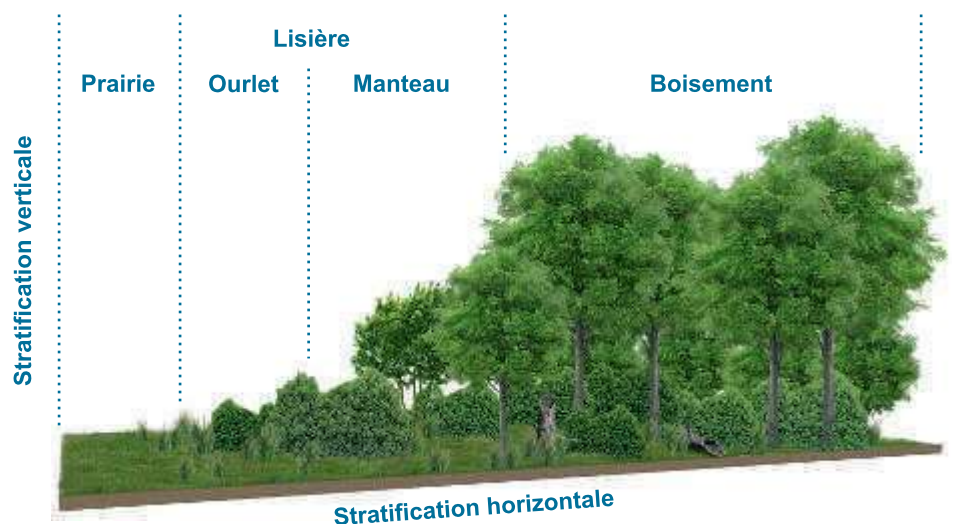 Lisière
Prairie
Ourlet
Manteau
Boisement
Stratification verticale
Stratification horizontale